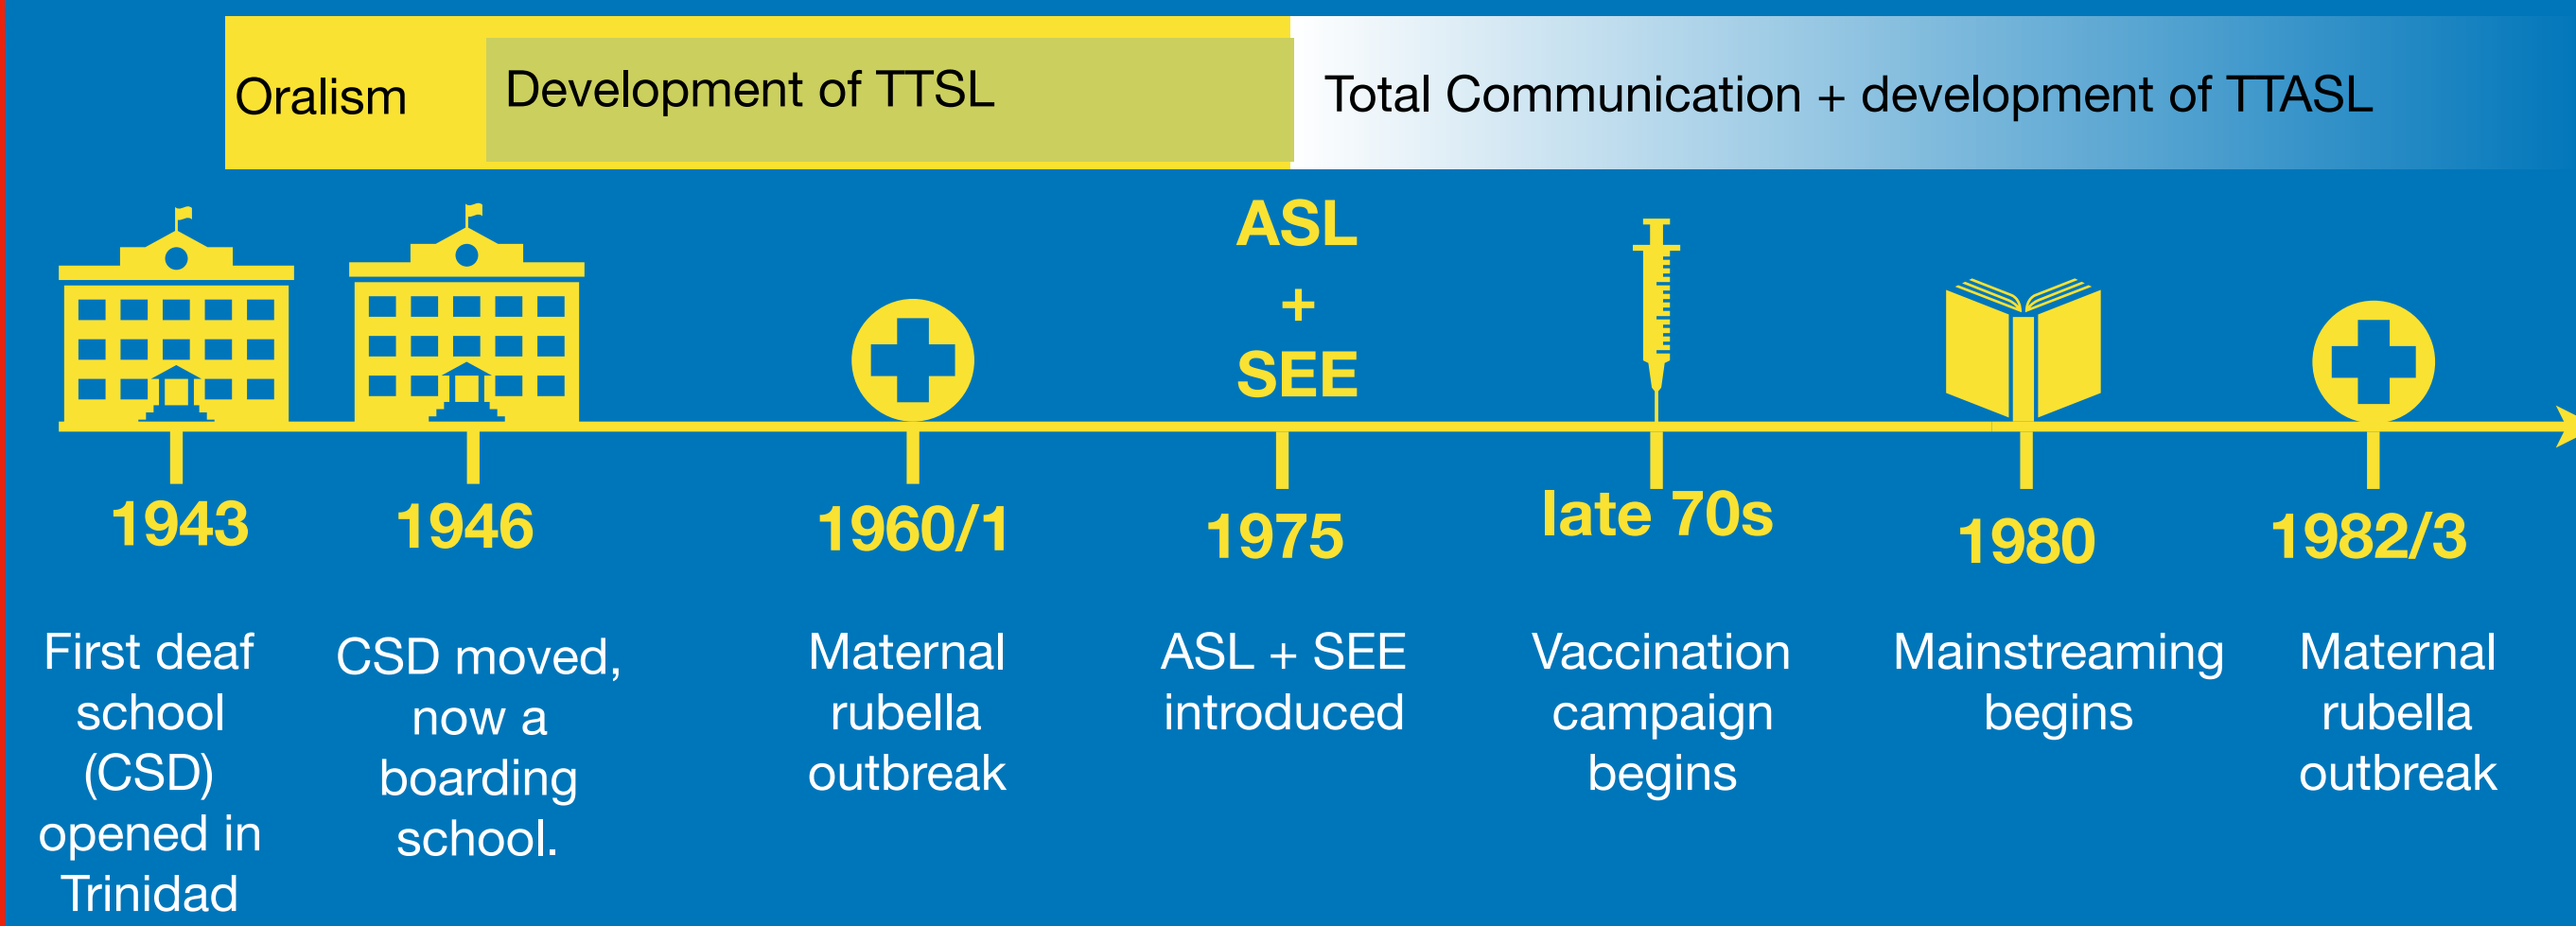 Oralism
Development of TTSL
Total Communication + development of TTASL
ASL
+
SEE
1943
1946
1960/1
1975
late 70s
1980
1982/3
First deaf
school
(CSD)
opened in
Trinidad
CSD moved,
now a
boarding
school.
Maternal
rubella
outbreak
ASL + SEE
introduced
Vaccination
campaign
begins
Mainstreaming
begins
Maternal
rubella
outbreak